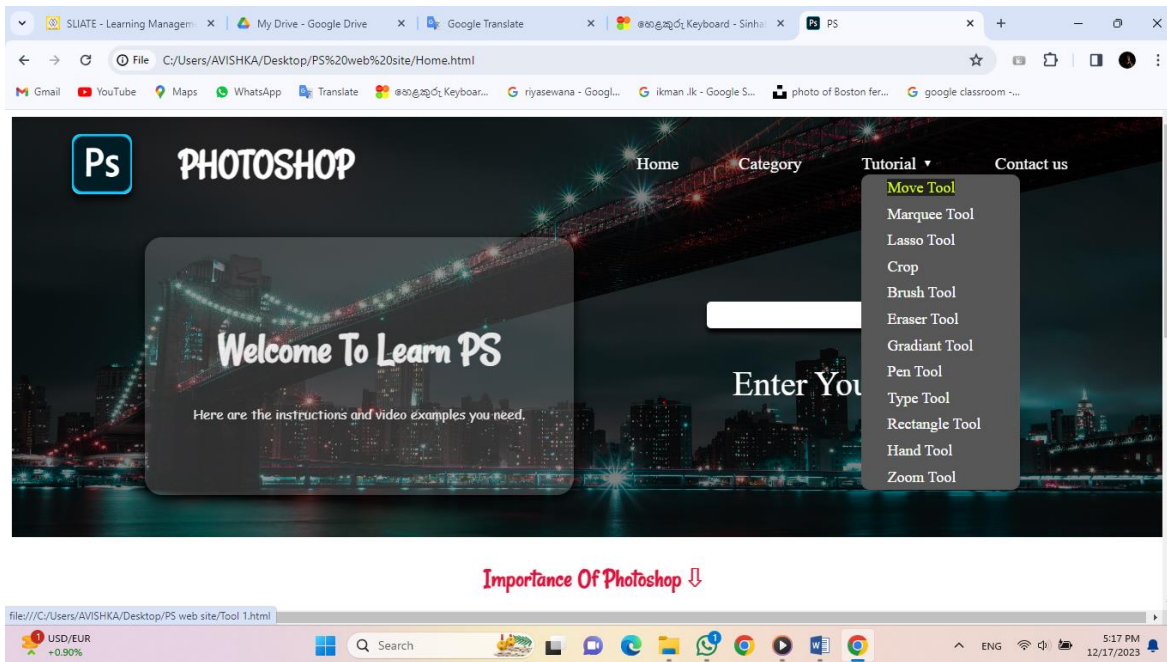 SLIATE - Learning Managem
My Drive - Google Drive
Google Translate
හෙළකුරු Keyboard - Sinha
Ps PS
File C:/Users/AVISHKA/Desktop/PS%20web%20site/Home.html
Gmail YouTube Maps WhatsApp Translate හෙළකුරු Keyboar... riyasewana - Googl... ikman .lk - Google S... photo of Boston fer... google classroom -...
Ps PHOTOSHOP
Home Category Tutorial ▾ Contact us
Move Tool
Marquee Tool
Lasso Tool
Crop
Brush Tool
Eraser Tool
Gradiant Tool
Pen Tool
Type Tool
Rectangle Tool
Hand Tool
Zoom Tool
Welcome To Learn PS
Here are the instructions and video examples you need.
Enter You
Importance Of Photoshop ⇩
file:///C:/Users/AVISHKA/Desktop/PS web site/Tool 1.html
1
USD/EUR
+0.90%
Search
ENG
5:17 PM
12/17/2023